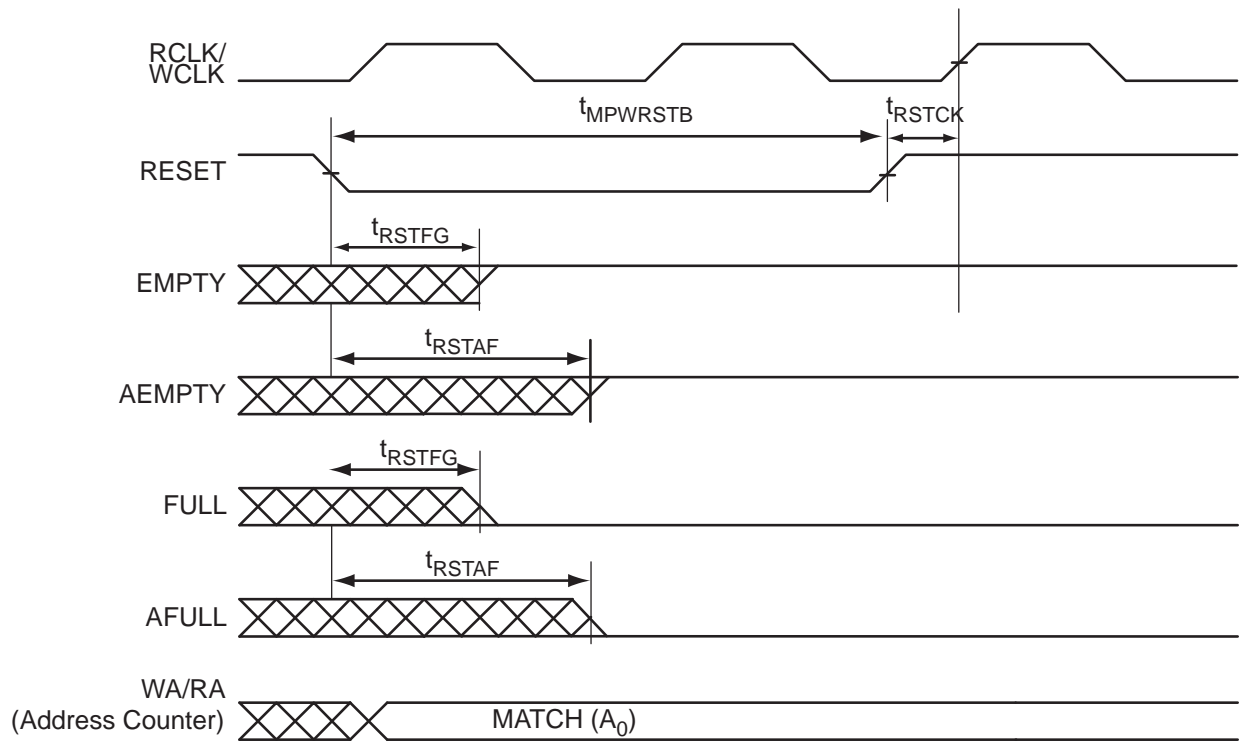 RCLK/
WCLK
tMPWRSTB
tRSTCK
RESET
tRSTFG
EMPTY
tRSTAF
AEMPTY
tRSTFG
FULL
tRSTAF
AFULL
WA/RA
(Address Counter)
MATCH (A0)